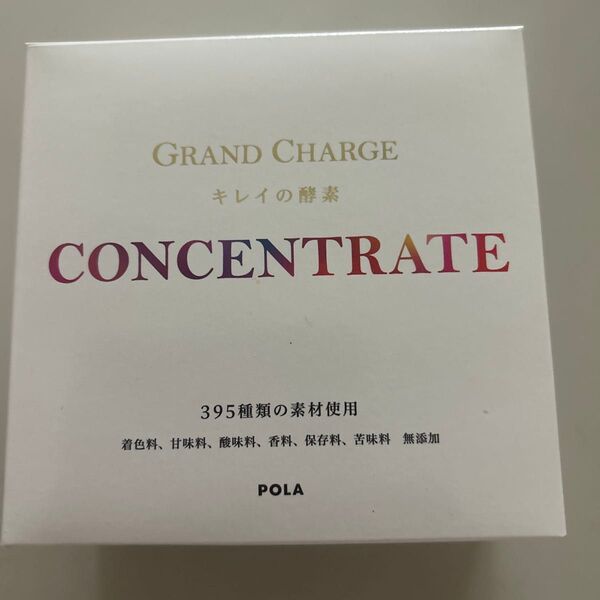 GRAND CHARGE
キレイの酵素
CONCENTRATE
395種類の素材使用
着色料、甘味料、酸味料、香料、保存料、苦味料　無添加
POLA